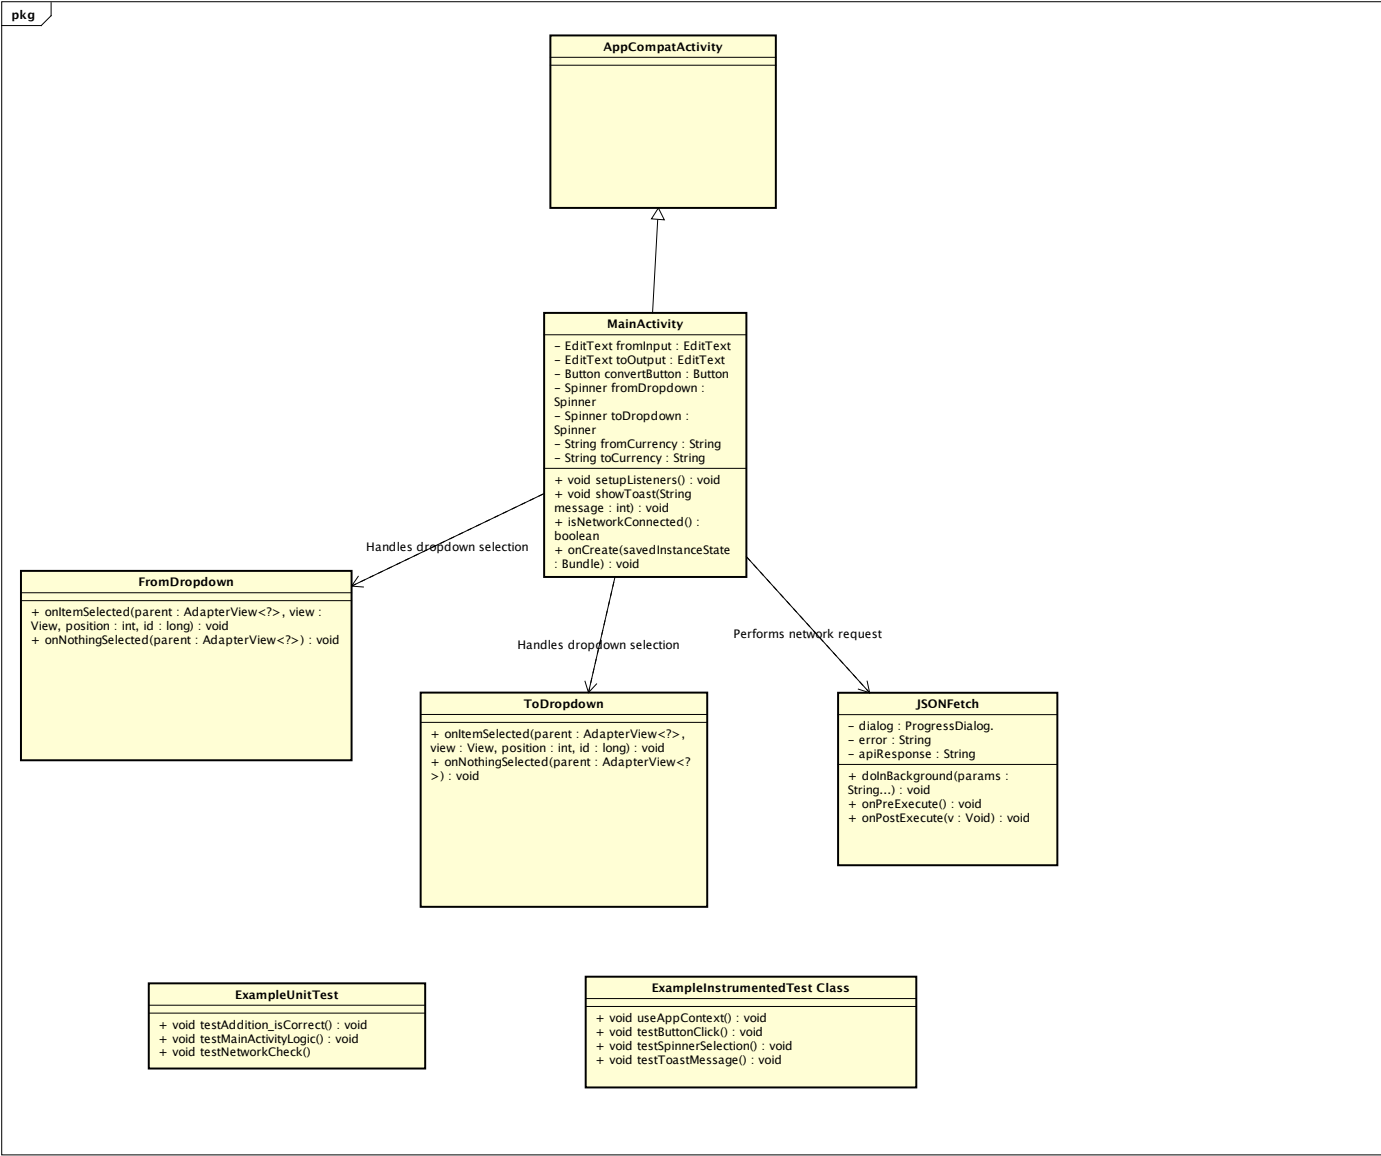 pkg
AppCompatActivity
MainActivity
– EditText fromInput : EditText
– EditText toOutput : EditText
– Button convertButton : Button
– Spinner fromDropdown :
Spinner
– Spinner toDropdown :
Spinner
– String fromCurrency : String
– String toCurrency : String
+ void setupListeners() : void
+ void showToast(String
message : int) : void
+ isNetworkConnected() :
boolean
+ onCreate(savedInstanceState
: Bundle) : void
Handles dropdown selection
FromDropdown
+ onItemSelected(parent : AdapterView<?>, view :
View, position : int, id : long) : void
+ onNothingSelected(parent : AdapterView<?>) : void
Handles dropdown selection
Performs network request
ToDropdown
+ onItemSelected(parent : AdapterView<?>,
view : View, position : int, id : long) : void
+ onNothingSelected(parent : AdapterView<?
>) : void
JSONFetch
– dialog : ProgressDialog.
– error : String
– apiResponse : String
+ doInBackground(params :
String...) : void
+ onPreExecute() : void
+ onPostExecute(v : Void) : void
ExampleUnitTest
+ void testAddition_isCorrect() : void
+ void testMainActivityLogic() : void
+ void testNetworkCheck()
ExampleInstrumentedTest Class
+ void useAppContext() : void
+ void testButtonClick() : void
+ void testSpinnerSelection() : void
+ void testToastMessage() : void